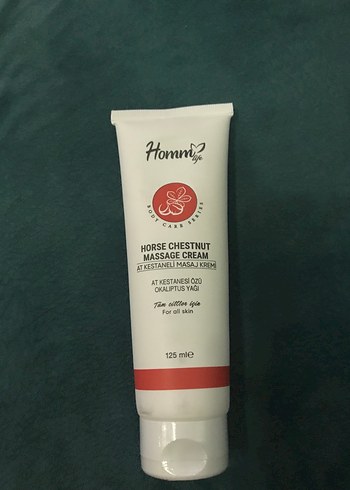 Homm life
BODY CARE SERIES
HORSE CHESTNUT
MASSAGE CREAM
AT KESTANELİ MASAJ KREMİ
AT KESTANESİ ÖZÜ
OKALİPTUS YAĞI
Tüm ciltler için
For all skin
125 ml℮